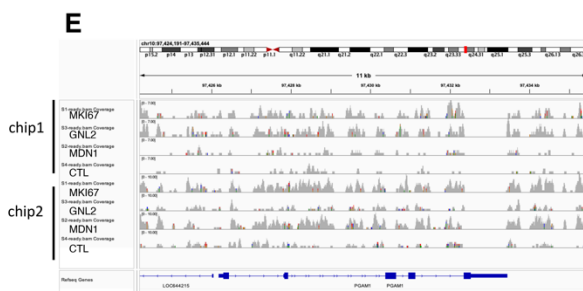 E
chr10:97,424,191-97,435,444
p15.2 p14 p13 p12.31 p12.1 p11.22 p11.1 q11.22 q21.1 q21.2 q22.1 q22.3 q23.2 q23.33 q24.31 q25.1 q25.3 q26.13 q26.2
11 kb
97,426 kb 97,428 kb 97,430 kb 97,432 kb 97,434 kb
chip1
S1-ready.bam Coverage
MKI67
S3-ready.bam Coverage
GNL2
S2-ready.bam Coverage
MDN1
S4-ready.bam Coverage
CTL
chip2
S1-ready.bam Coverage
MKI67
S3-ready.bam Coverage
GNL2
S2-ready.bam Coverage
MDN1
S4-ready.bam Coverage
CTL
Refseq Genes
LOC644215 PGAM1 PGAM1